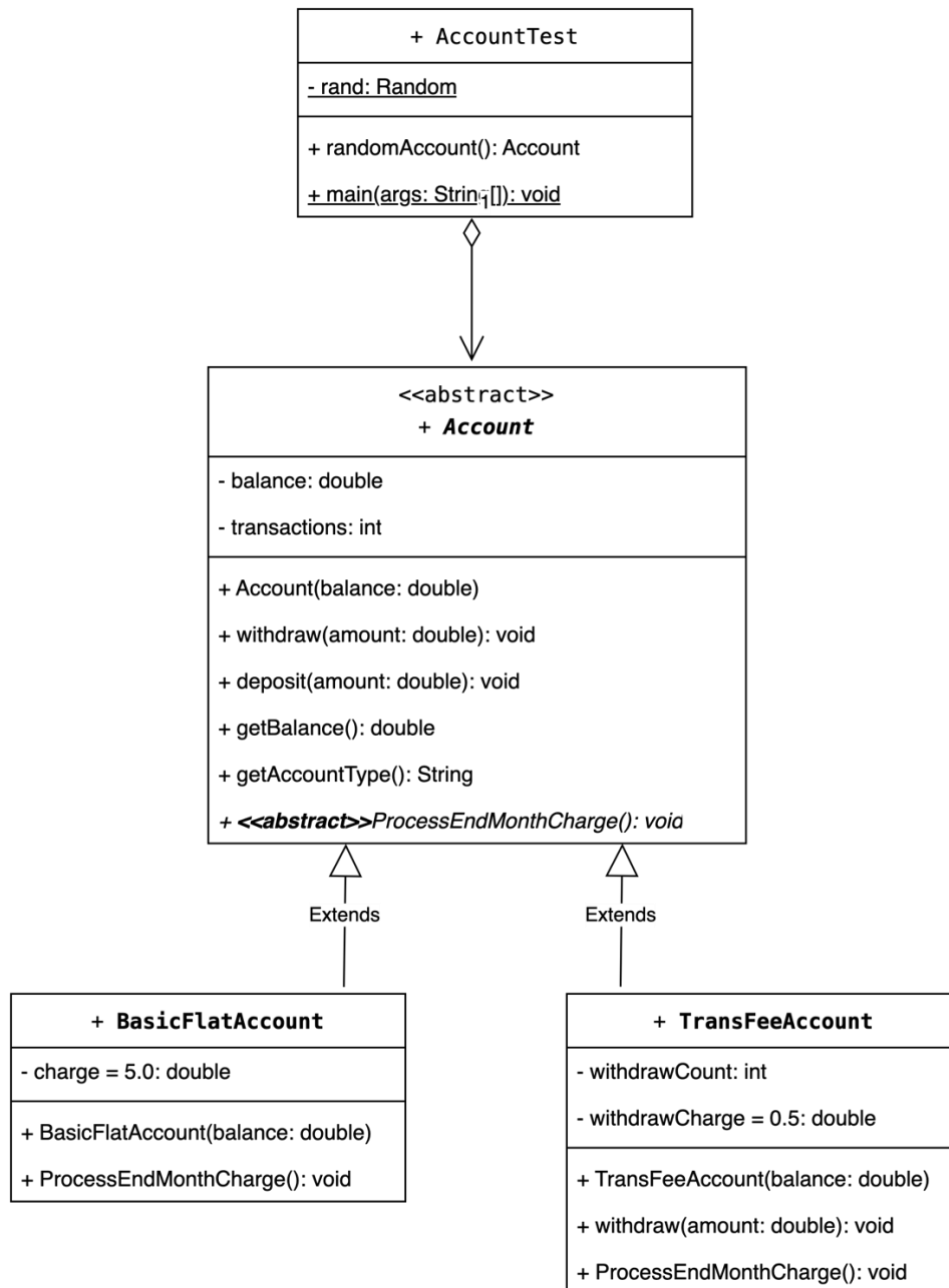 + AccountTest
- rand: Random
+ randomAccount(): Account
+ main(args: String[]): void
<<abstract>>
+ Account
- balance: double
- transactions: int
+ Account(balance: double)
+ withdraw(amount: double): void
+ deposit(amount: double): void
+ getBalance(): double
+ getAccountType(): String
+ <<abstract>>ProcessEndMonthCharge(): void
Extends
Extends
+ BasicFlatAccount
- charge = 5.0: double
+ BasicFlatAccount(balance: double)
+ ProcessEndMonthCharge(): void
+ TransFeeAccount
- withdrawCount: int
- withdrawCharge = 0.5: double
+ TransFeeAccount(balance: double)
+ withdraw(amount: double): void
+ ProcessEndMonthCharge(): void